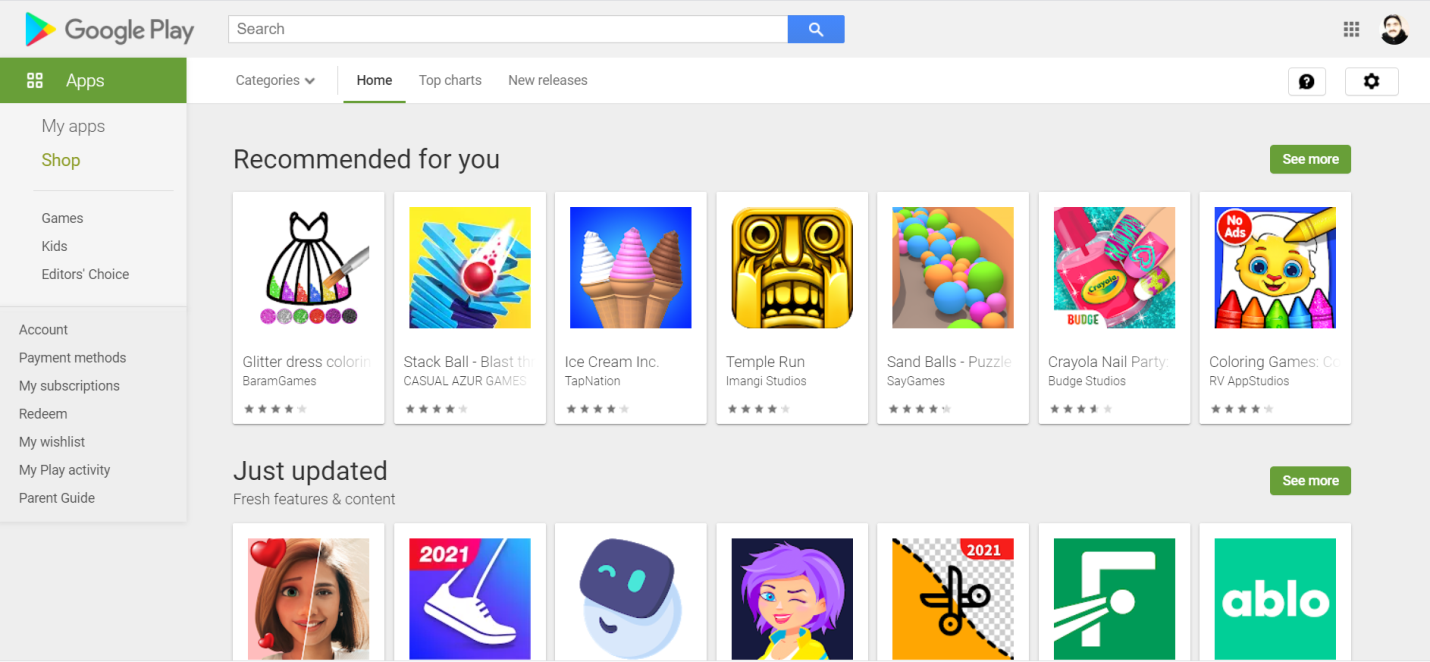 Google Play
Search
Apps
Categories
Home
Top charts
New releases
My apps
Shop
Games
Kids
Editors' Choice
Account
Payment methods
My subscriptions
Redeem
My wishlist
My Play activity
Parent Guide
Recommended for you
See more
Glitter dress colorin
BaramGames
Stack Ball - Blast th
CASUAL AZUR GAMES
Ice Cream Inc.
TapNation
Temple Run
Imangi Studios
Sand Balls - Puzzle
SayGames
Crayola
BUDGE
Crayola Nail Party:
Budge Studios
No
Ads
Coloring Games: Co
RV AppStudios
Just updated
Fresh features & content
See more
2021
2021
ablo